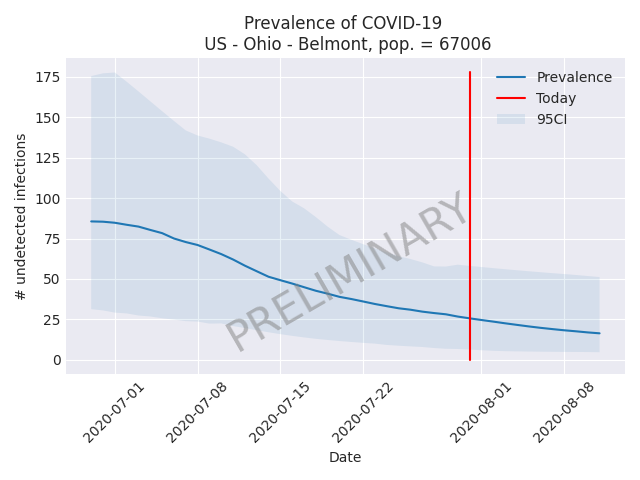 Prevalence of COVID-19
US - Ohio - Belmont, pop. = 67006
175
150
125
100
75
50
25
0
# undetected infections
Prevalence
Today
95CI
PRELIMINARY
2020-07-01
2020-07-08
2020-07-15
2020-07-22
2020-08-01
2020-08-08
Date